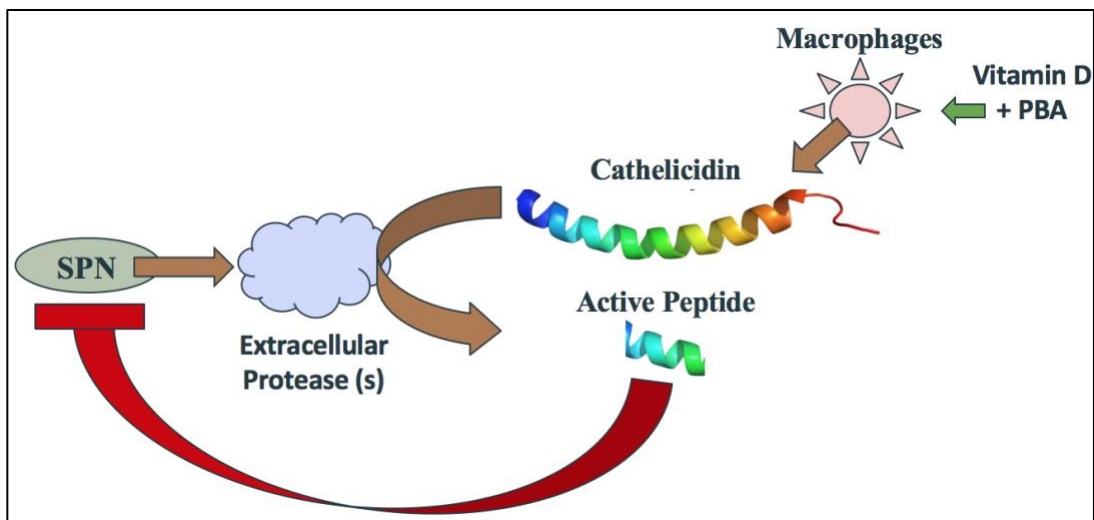 Macrophages
Vitamin D
+ PBA
Cathelicidin
SPN
Active Peptide
Extracellular
Protease (s)